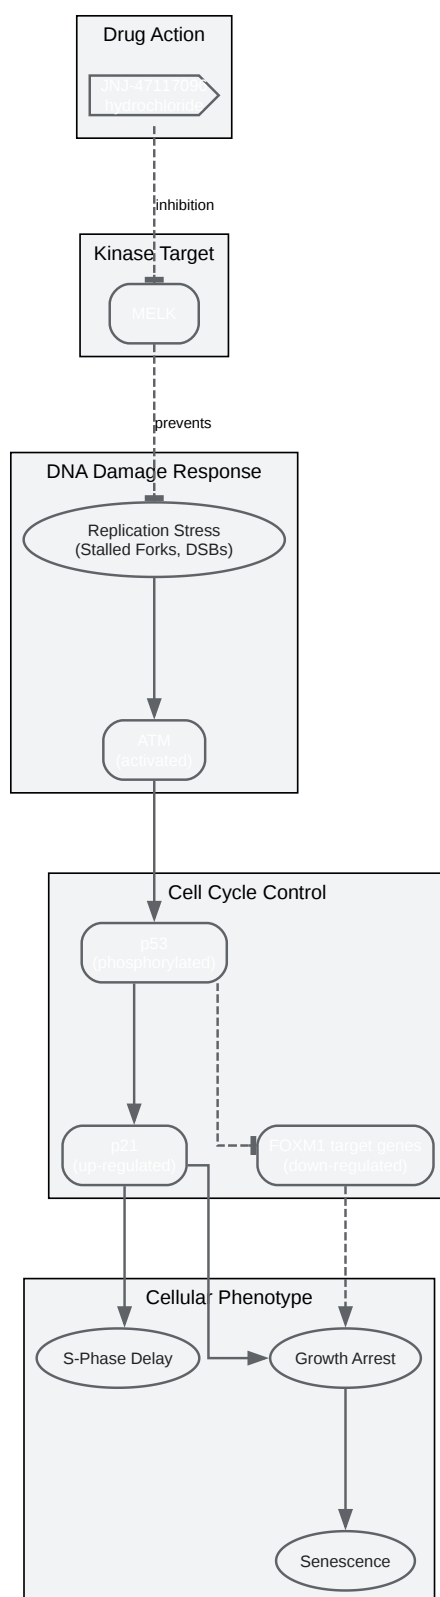 Drug Action
JNJ-47117096
hydrochloride
inhibition
Kinase Target
MELK
prevents
DNA Damage Response
Replication Stress
(Stalled Forks, DSBs)
ATM
(activated)
Cell Cycle Control
p53
(phosphorylated)
p21
(up-regulated)
FOXM1 target genes
(down-regulated)
Cellular Phenotype
S-Phase Delay
Growth Arrest
Senescence